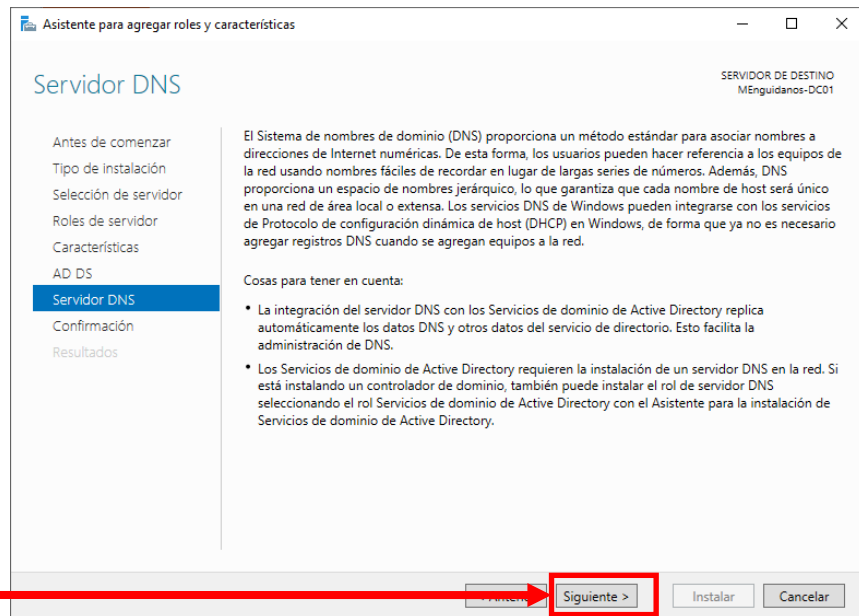 Asistente para agregar roles y características
Servidor DNS
SERVIDOR DE DESTINO
MEnguidanos-DC01
Antes de comenzar
Tipo de instalación
Selección de servidor
Roles de servidor
Características
AD DS
Servidor DNS
Confirmación
Resultados
El Sistema de nombres de dominio (DNS) proporciona un método estándar para asociar nombres a
direcciones de Internet numéricas. De esta forma, los usuarios pueden hacer referencia a los equipos de
la red usando nombres fáciles de recordar en lugar de largas series de números. Además, DNS
proporciona un espacio de nombres jerárquico, lo que garantiza que cada nombre de host será único
en una red de área local o extensa. Los servicios DNS de Windows pueden integrarse con los servicios
de Protocolo de configuración dinámica de host (DHCP) en Windows, de forma que ya no es necesario
agregar registros DNS cuando se agregan equipos a la red.
Cosas para tener en cuenta:
• La integración del servidor DNS con los Servicios de dominio de Active Directory replica
automáticamente los datos DNS y otros datos del servicio de directorio. Esto facilita la
administración de DNS.
• Los Servicios de dominio de Active Directory requieren la instalación de un servidor DNS en la red. Si
está instalando un controlador de dominio, también puede instalar el rol de servidor DNS
seleccionando el rol Servicios de dominio de Active Directory con el Asistente para la instalación de
Servicios de dominio de Active Directory.
Siguiente >
Instalar
Cancelar